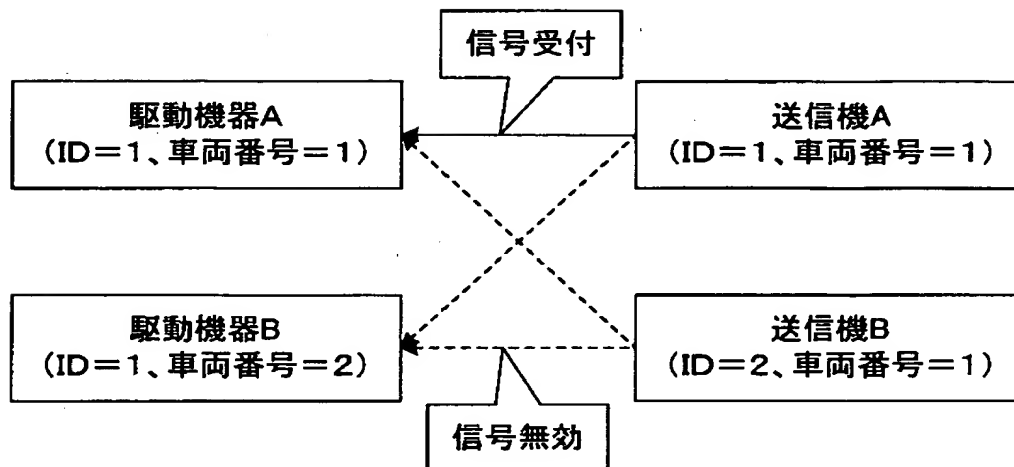 信号受付
駆動機器A
(ID=1、車両番号=1)
送信機A
(ID=1、車両番号=1)
駆動機器B
(ID=1、車両番号=2)
送信機B
(ID=2、車両番号=1)
信号無効